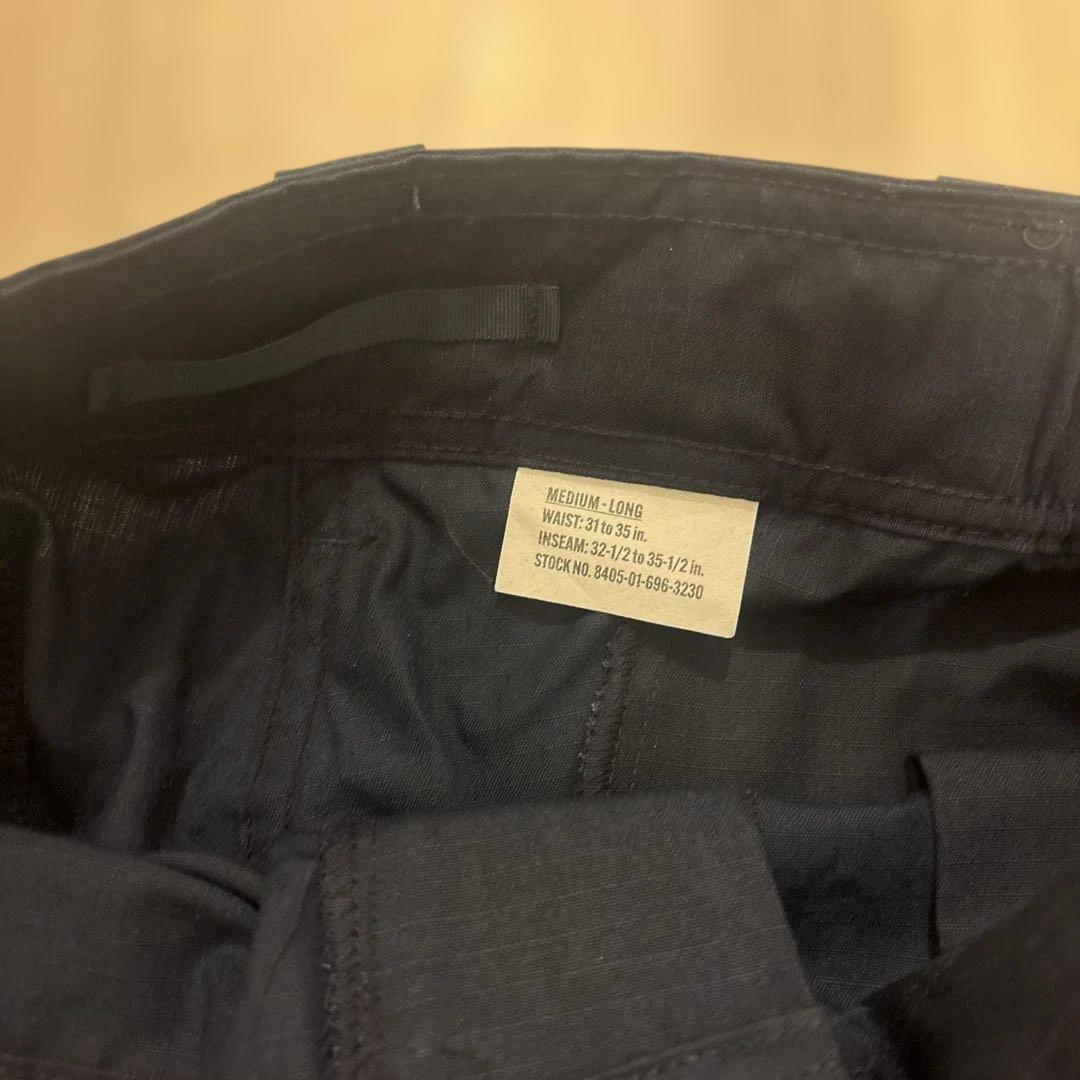 MEDIUM - LONG
WAIST: 31 to 35 in.
INSEAM: 32-1/2 to 35-1/2 in.
STOCK NO. 8405-01-696-3230